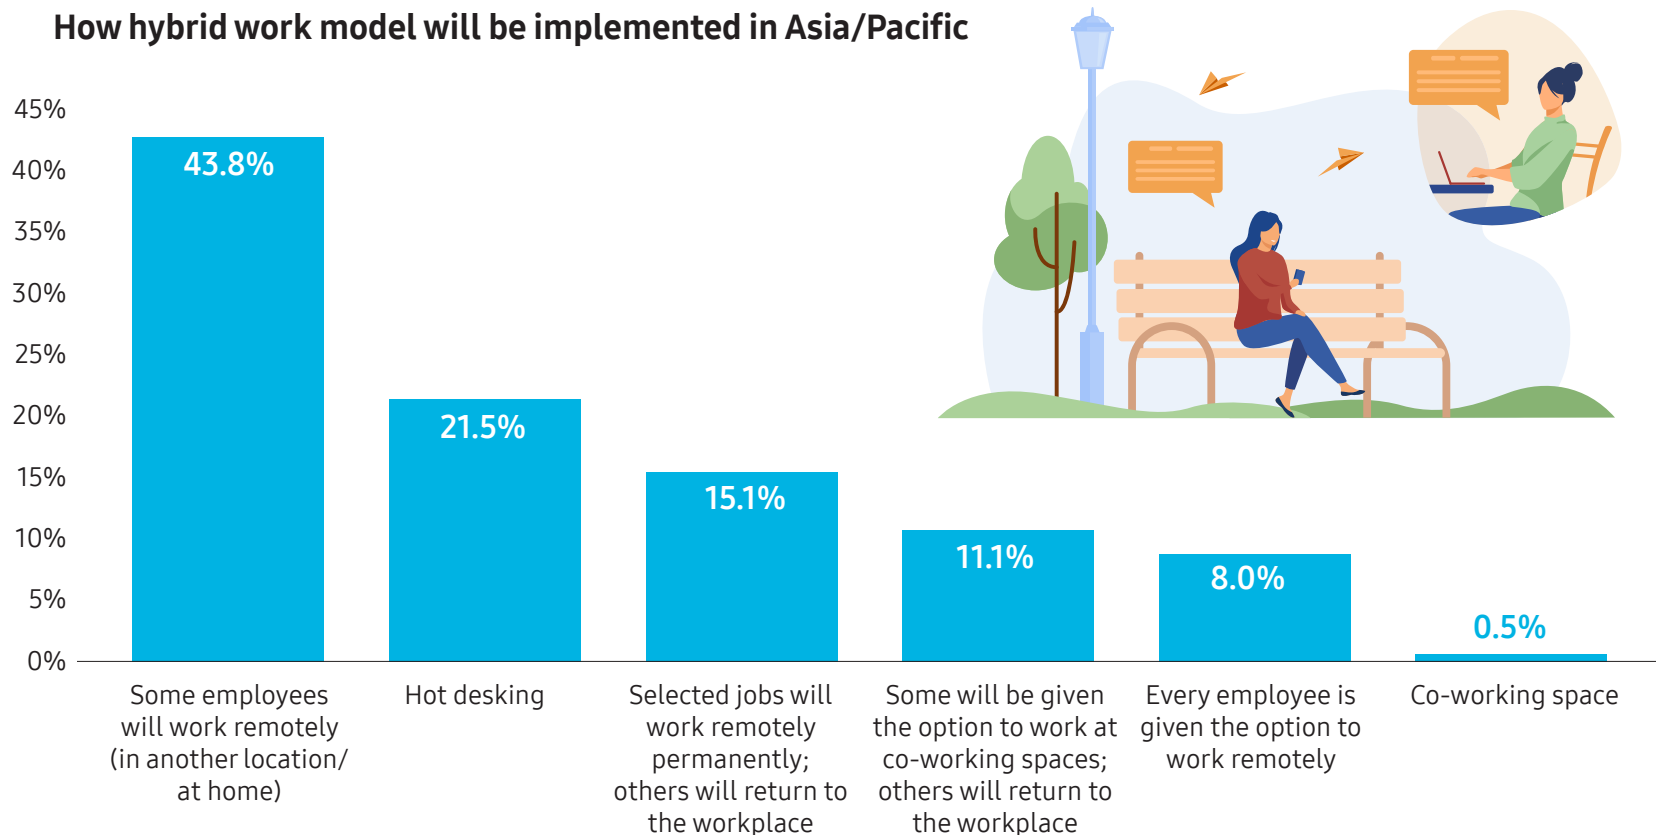 How hybrid work model will be implemented in Asia/Pacific
45%
40%
35%
30%
25%
20%
15%
10%
5%
0%
43.8%
21.5%
15.1%
11.1%
8.0%
0.5%
Some employees
will work remotely
(in another location/
at home)
Hot desking
Selected jobs will
work remotely
permanently;
others will return to
the workplace
Some will be given
the option to work at
co-working spaces;
others will return to
the workplace
Every employee is
given the option to
work remotely
Co-working space